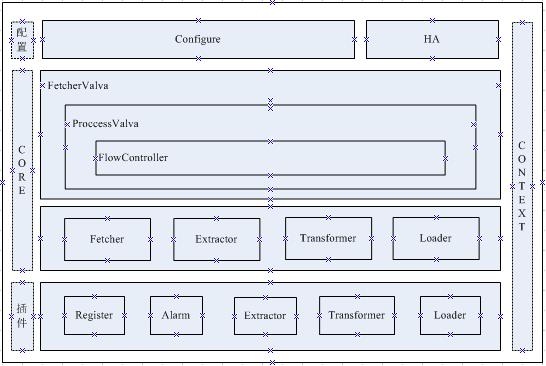 配置
Configure
HA
CORE
FetcherValva
ProccessValva
FlowController
CONTEXT
Fetcher
Extractor
Transformer
Loader
插件
Register
Alarm
Extractor
Transformer
Loader